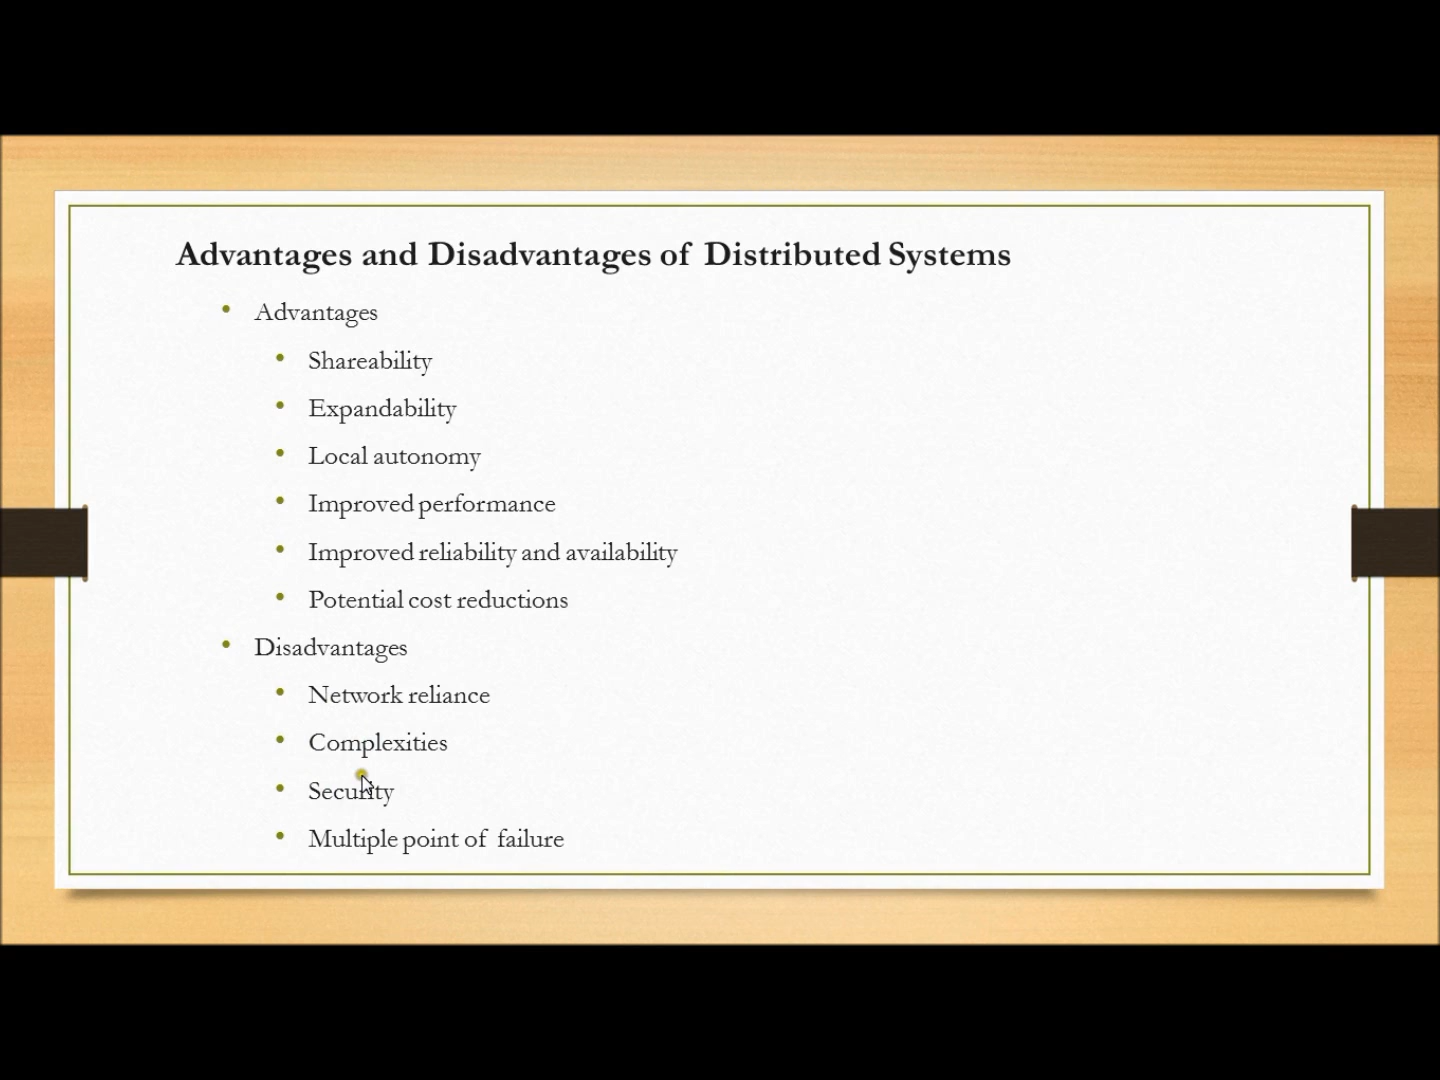 Advantages and Disadvantages of Distributed Systems
Advantages
Shareability
Expandability
Local autonomy
Improved performance
Improved reliability and availability
Potential cost reductions
Disadvantages
Network reliance
Complexities
Security
Multiple point of failure